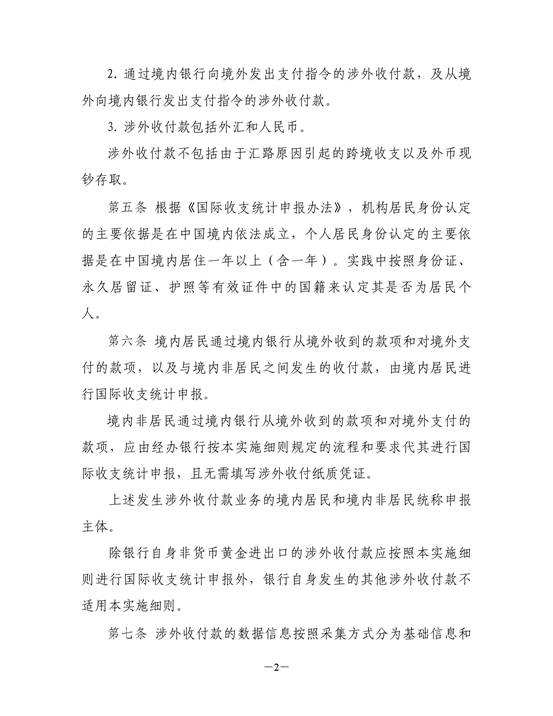 2. 通过境内银行向境外发出支付指令的涉外收付款，及从境
外向境内银行发出支付指令的涉外收付款。
3. 涉外收付款包括外汇和人民币。
涉外收付款不包括由于汇路原因引起的跨境收支以及外币现
钞存取。
第五条 根据《国际收支统计申报办法》，机构居民身份认定
的主要依据是在中国境内依法成立，个人居民身份认定的主要依
据是在中国境内居住一年以上（含一年）。实践中按照身份证、
永久居留证、护照等有效证件中的国籍来认定其是否为居民个
人。
第六条 境内居民通过境内银行从境外收到的款项和对境外支
付的款项，以及与境内非居民之间发生的收付款，由境内居民进
行国际收支统计申报。
境内非居民通过境内银行从境外收到的款项和对境外支付的
款项，应由经办银行按本实施细则规定的流程和要求代其进行国
际收支统计申报，且无需填写涉外收付纸质凭证。
上述发生涉外收付款业务的境内居民和境内非居民统称申报
主体。
除银行自身非货币黄金进出口的涉外收付款应按照本实施细
则进行国际收支统计申报外，银行自身发生的其他涉外收付款不
适用本实施细则。
第七条 涉外收付款的数据信息按照采集方式分为基础信息和
—2—